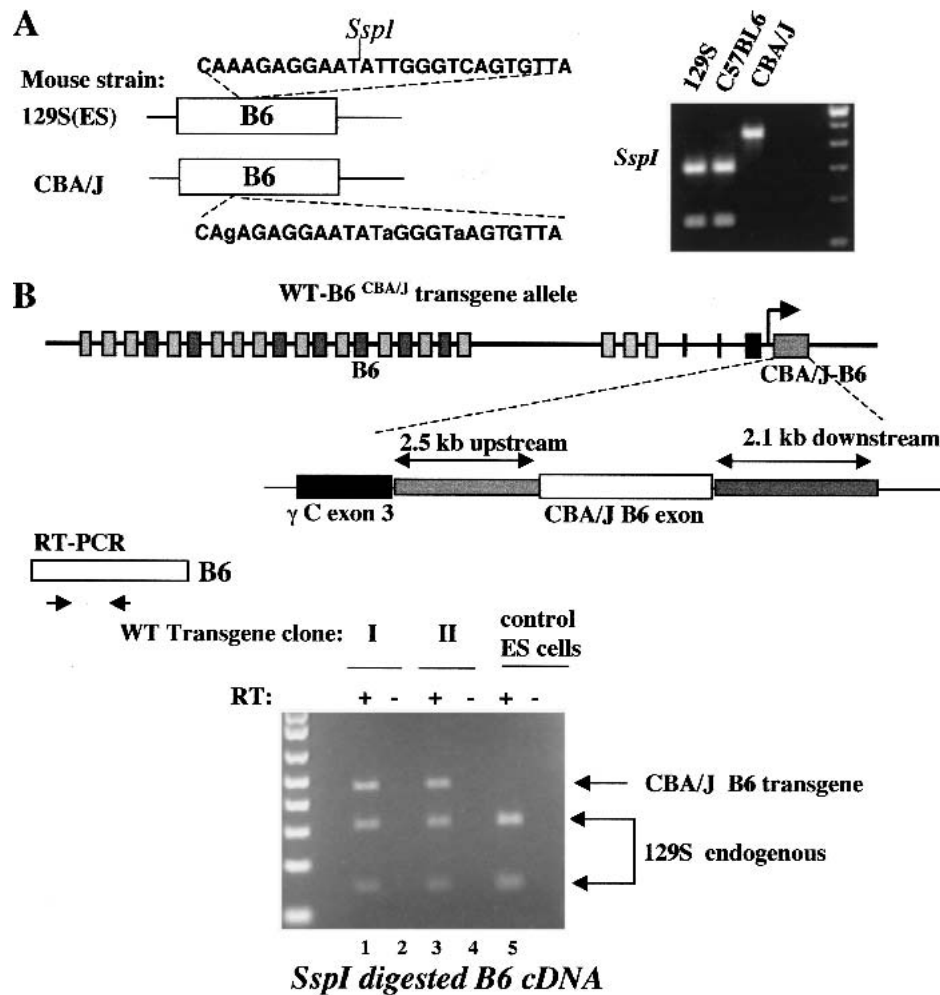 A
SspI
CAAAGAGGAATATTGGGTCAGTGTTA
Mouse strain:
129S(ES)
B6
CBA/J
B6
CAgAGAGGAATATaGGGTaAGTGTTA
129S
C57BL6
CBA/J
SspI
B
WT-B6 CBA/J transgene allele
B6
CBA/J-B6
2.5 kb upstream
2.1 kb downstream
γ C exon 3
CBA/J B6 exon
RT-PCR
B6
WT Transgene clone: I II control ES cells
RT: + - + - + -
CBA/J B6 transgene
129S endogenous
1 2 3 4 5
SspI digested B6 cDNA